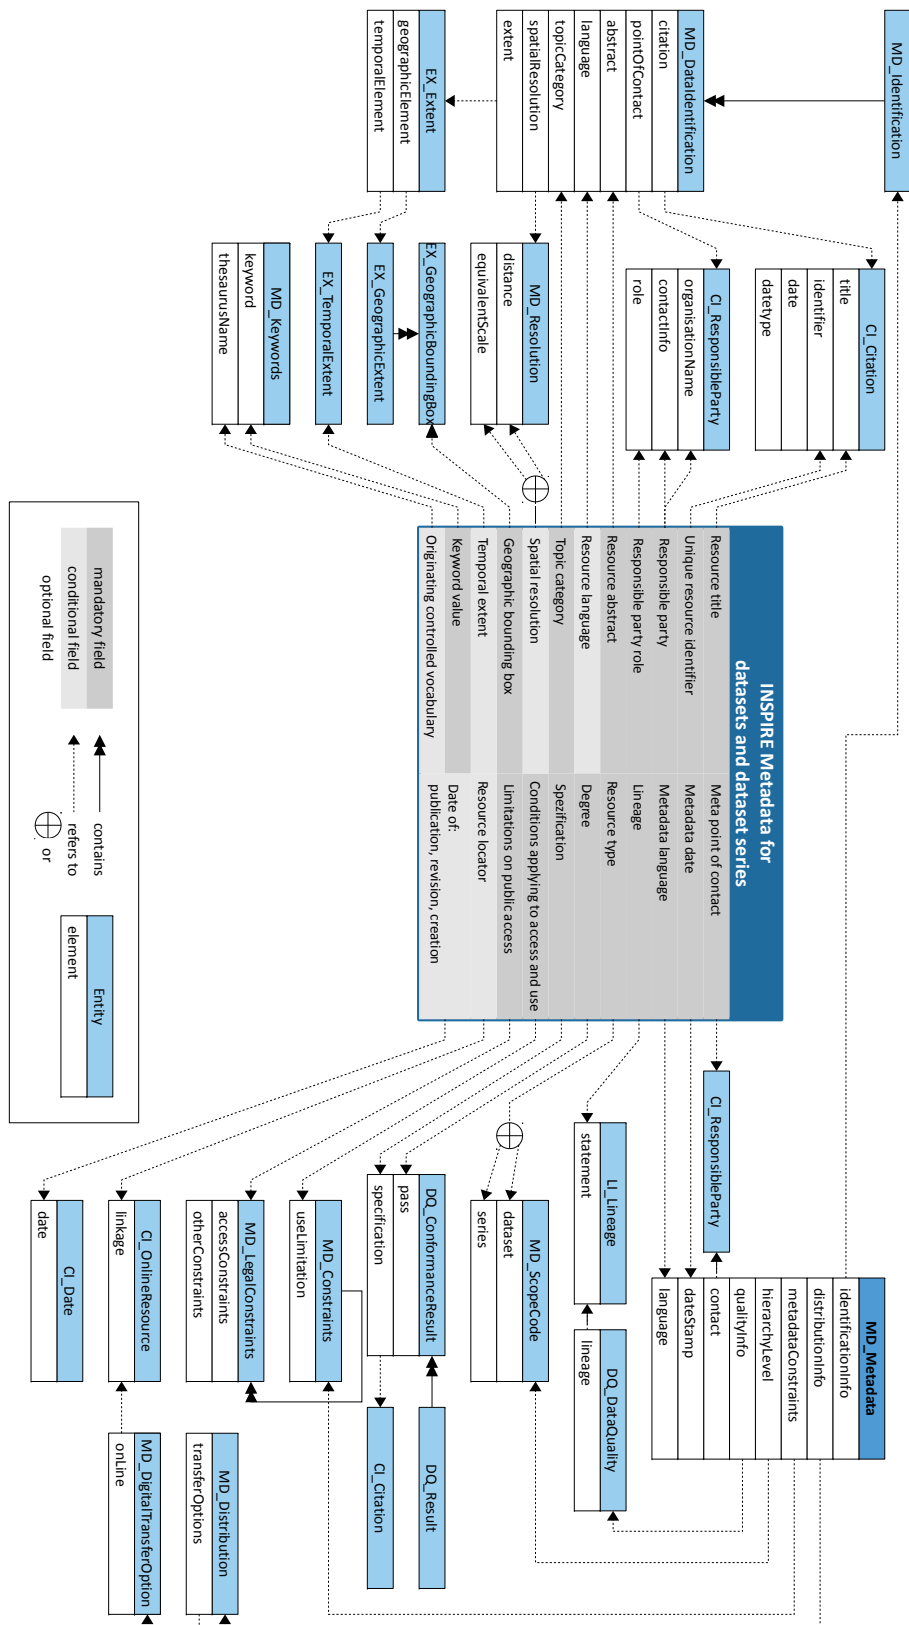 MD_Identification
MD_DataIdentification
citation
pointOfContact
abstract
language
topicCategory
spatialResolution
extent
EX_Extent
geographicElement
temporalElement
CI_Citation
title
identifier
date
datetype
CI_ResponsibleParty
organisationName
contactInfo
role
MD_Resolution
distance
equivalentScale
EX_GeographicBoundingBox
EX_GeographicExtent
EX_TemporalExtent
MD_Keywords
keyword
thesaurusName
INSPIRE Metadata for
datasets and dataset series
Resource title
Unique resource identifier
Responsible party
Responsible party role
Resource abstract
Resource language
Topic category
Spatial resolution
Geographic bounding box
Temporal extent
Keyword value
Originating controlled vocabulary
Meta point of contact
Metadata date
Metadata language
Lineage
Resource type
Degree
Spezification
Conditions applying to access and use
Limitations on public access
Resource locator
Date of:
publication, revision, creation
CI_ResponsibleParty
MD_Metadata
identificationInfo
distributionInfo
metadataConstraints
hierarchyLevel
qualityInfo
contact
dateStamp
language
LI_Lineage
statement
DQ_DataQuality
lineage
MD_ScopeCode
dataset
series
DQ_ConformanceResult
pass
specification
DQ_Result
CI_Citation
MD_Constraints
useLimitation
MD_LegalConstraints
accessConstraints
otherConstraints
MD_Distribution
transferOptions
CI_OnlineResource
linkage
MD_DigitalTransferOption
onLine
CI_Date
date
mandatory field
conditional field
optional field
contains
refers to
or
Entity
element